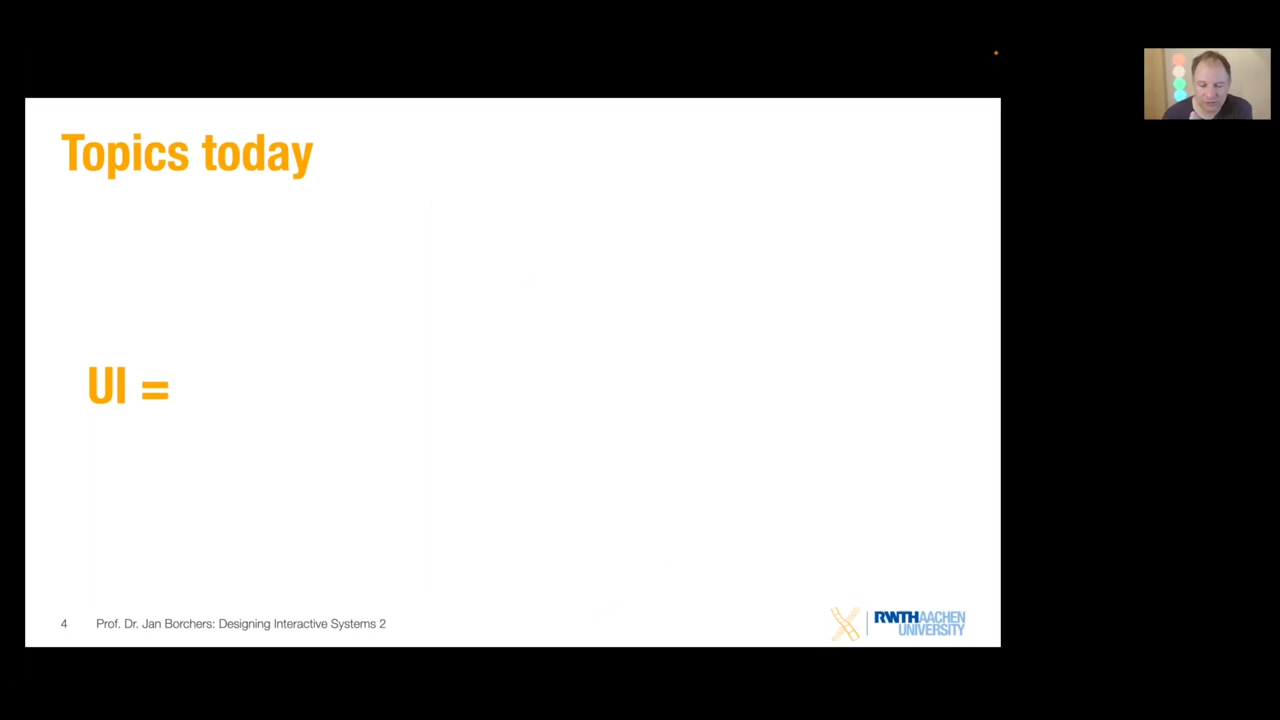 Topics today
UI =
4 Prof. Dr. Jan Borchers: Designing Interactive Systems 2
RWTHAACHEN
UNIVERSITY